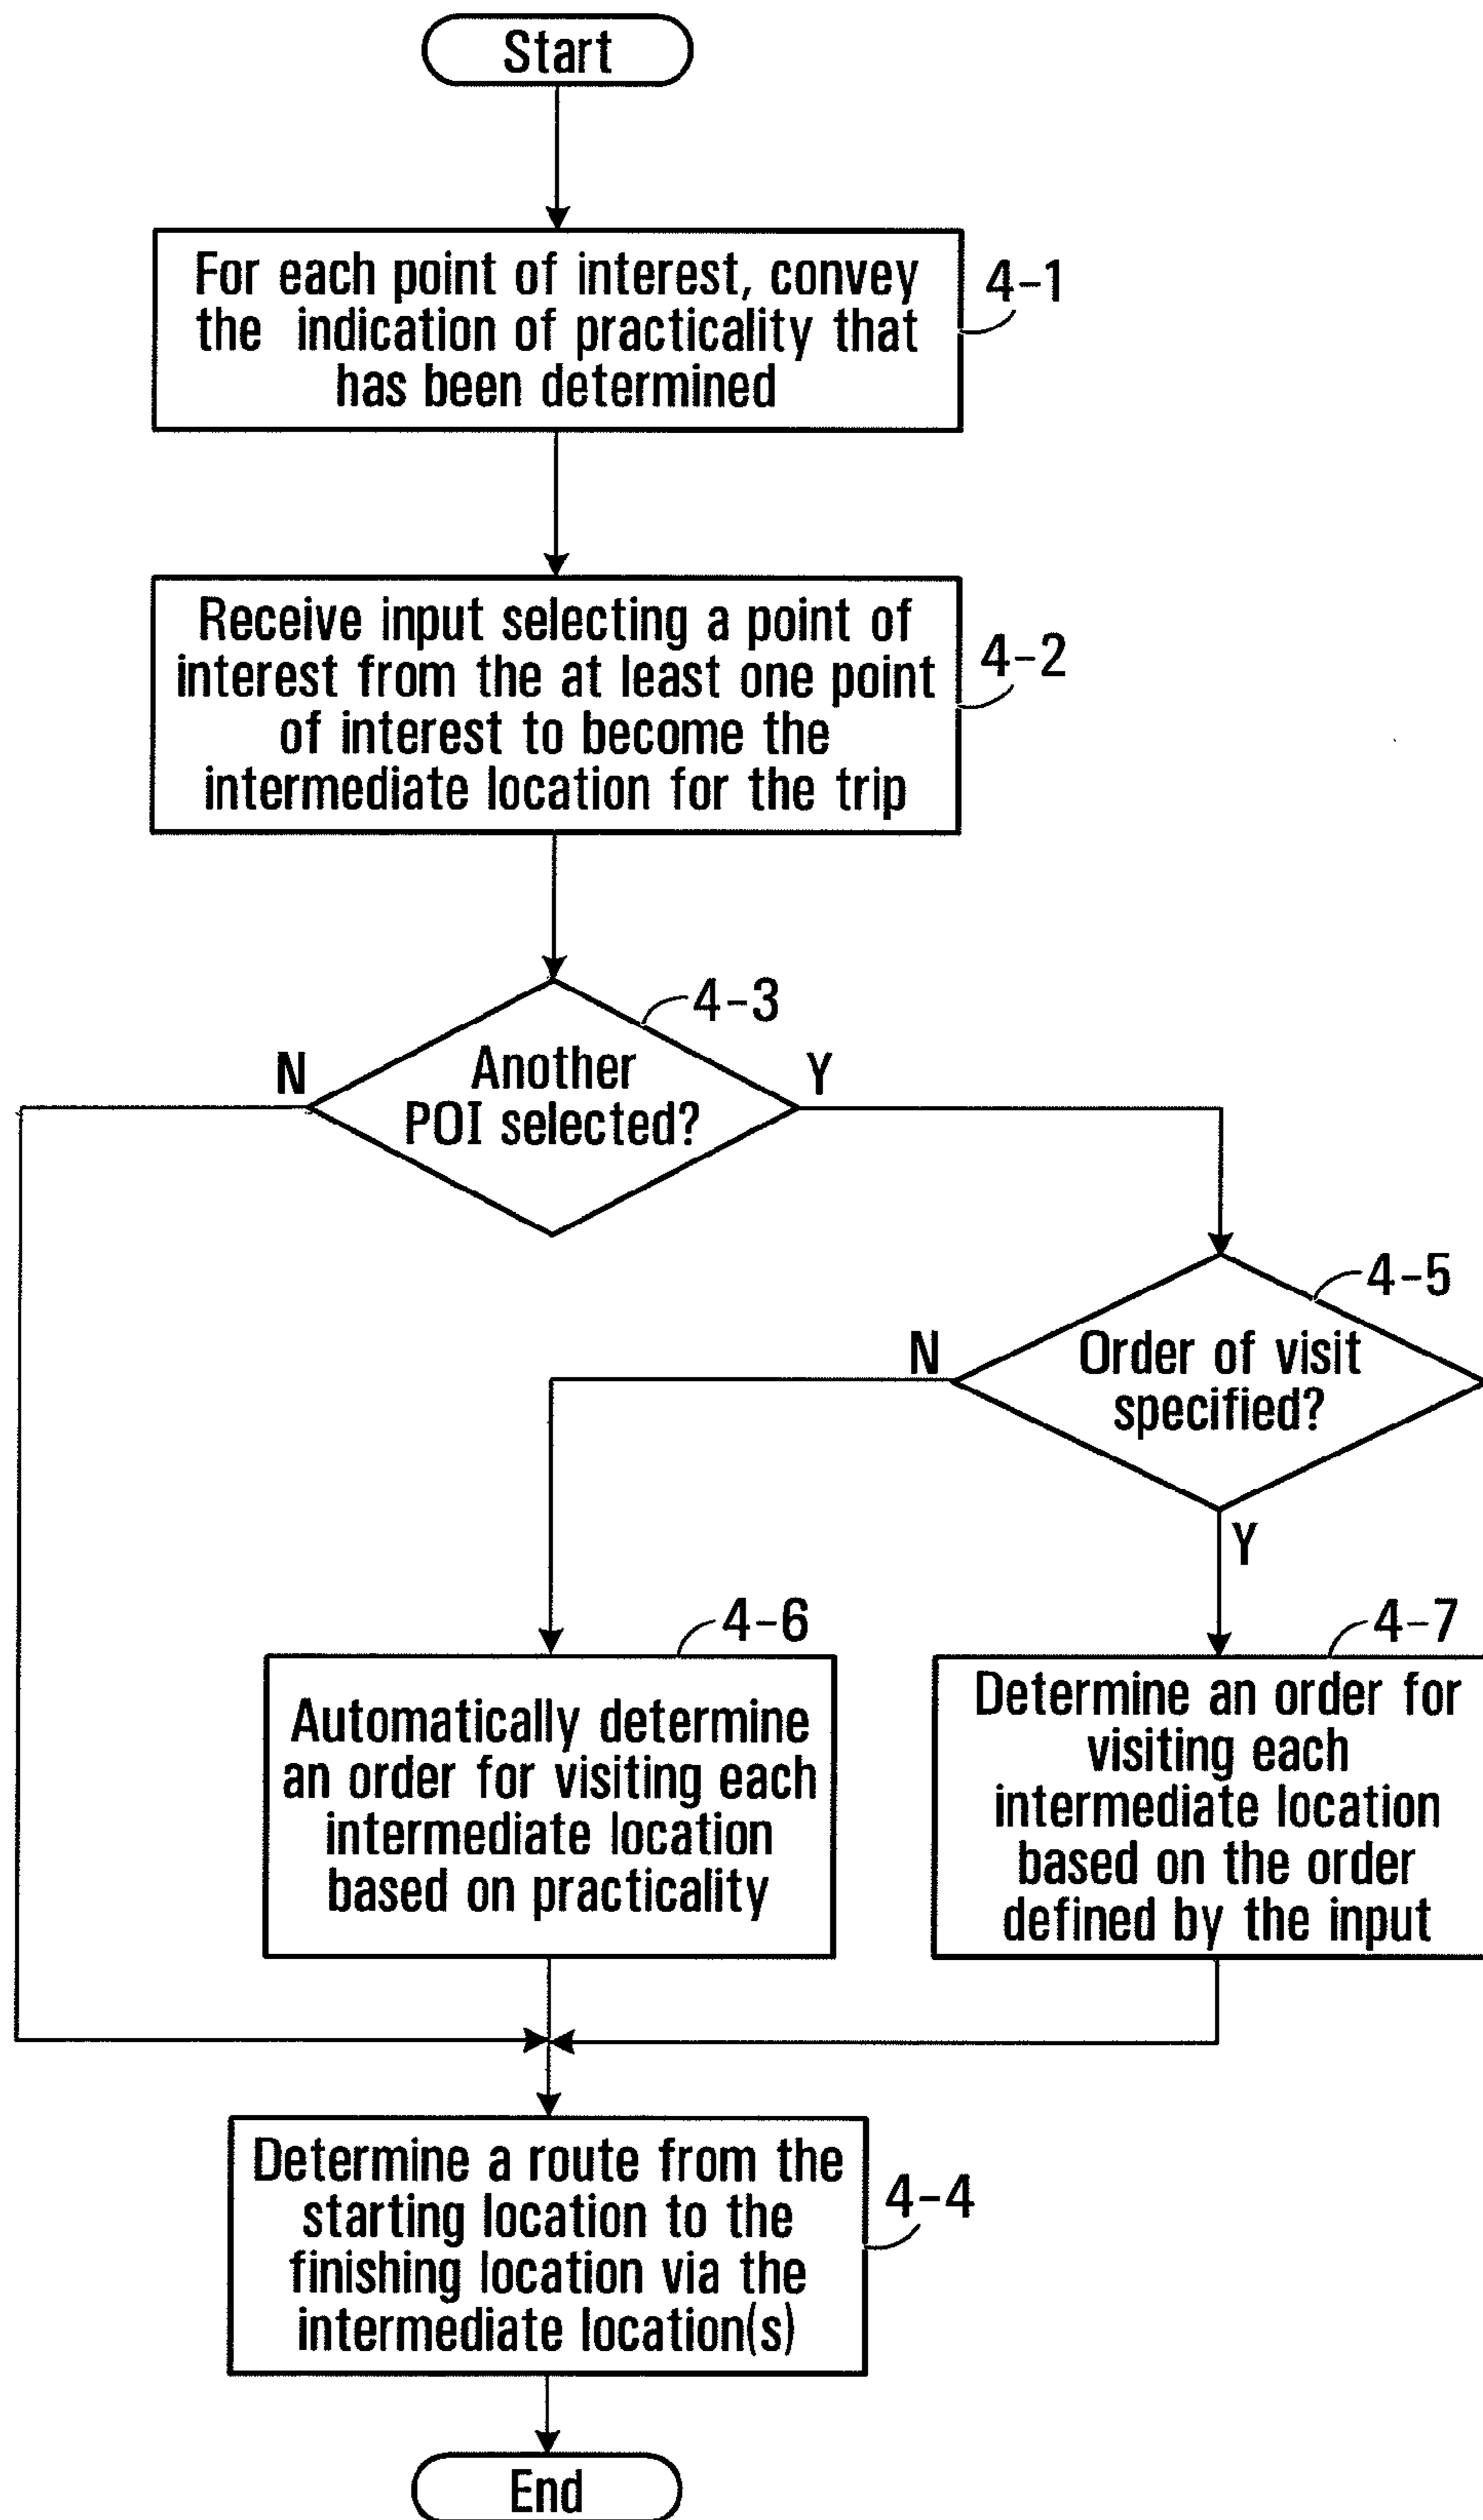 Start
For each point of interest, convey
the indication of practicality that
has been determined
4-1
Receive input selecting a point of
interest from the at least one point
of interest to become the
intermediate location for the trip
4-2
4-3
N
Another
POI selected?
Y
4-5
N
Order of visit
specified?
Y
4-6
Automatically determine
an order for visiting each
intermediate location
based on practicality
4-7
Determine an order for
visiting each
intermediate location
based on the order
defined by the input
Determine a route from the
starting location to the
finishing location via the
intermediate location(s)
4-4
End